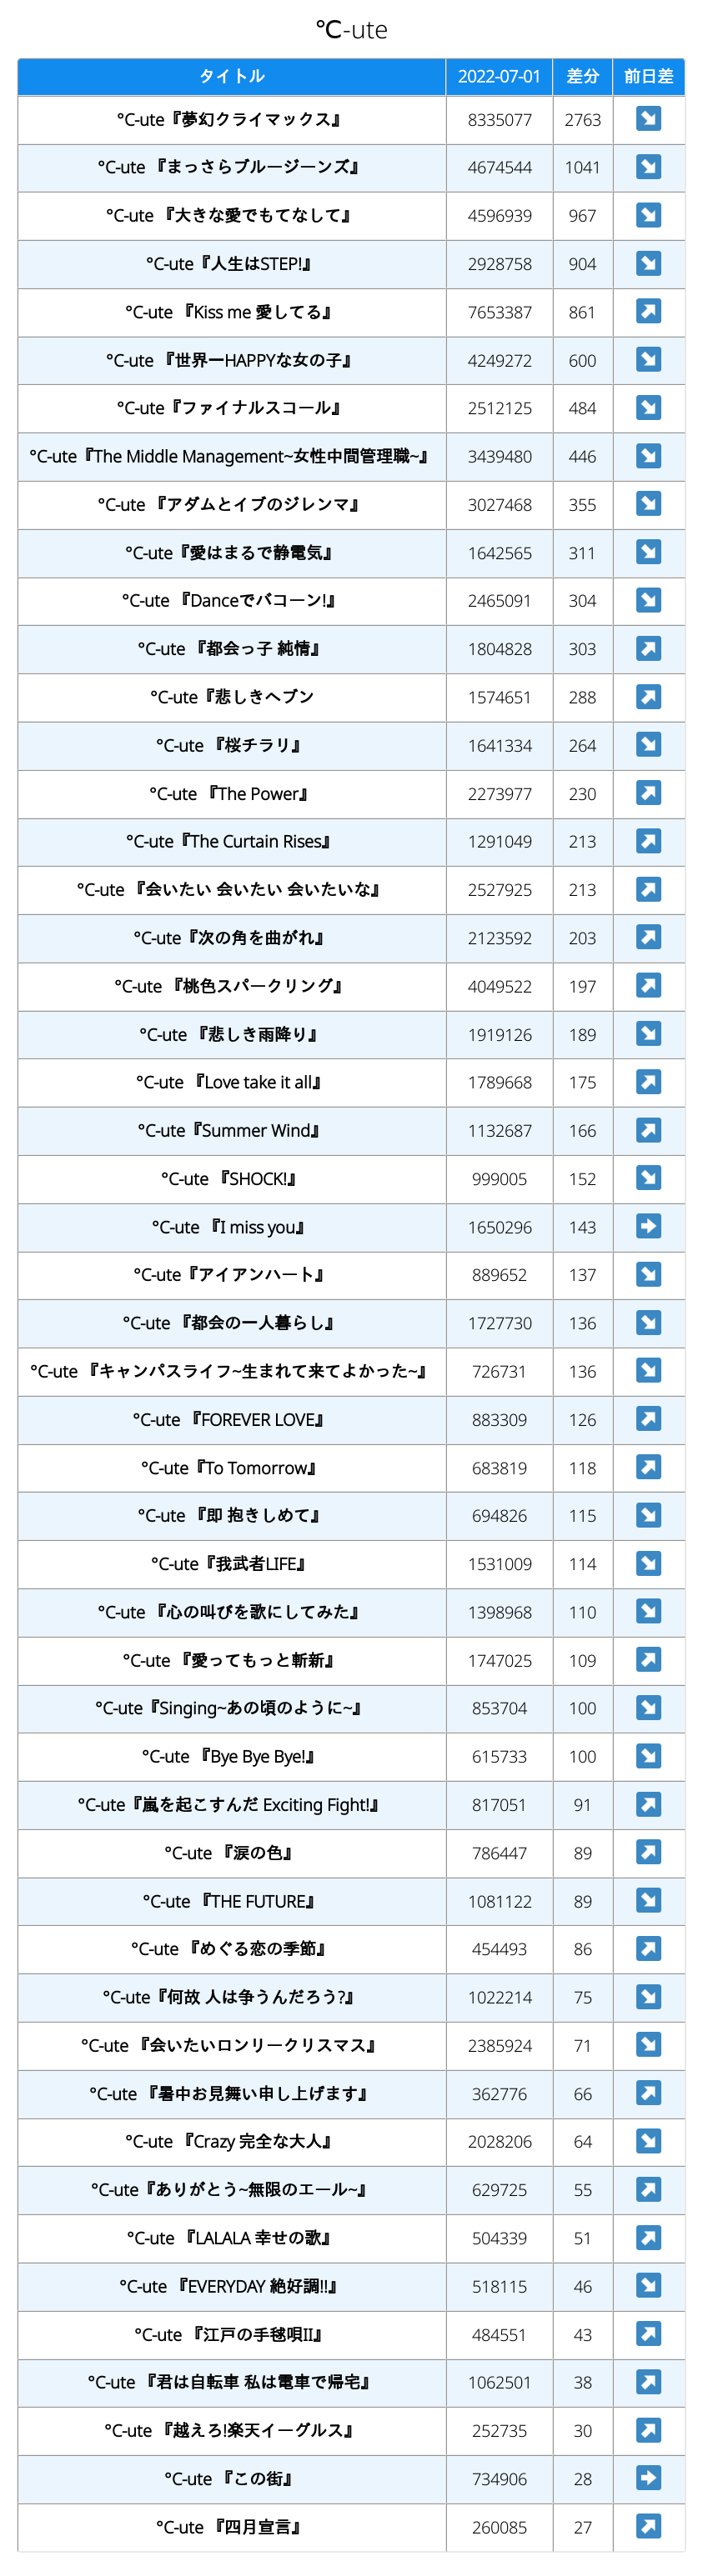 ℃-ute
タイトル 2022-07-01 差分 前日差
°C-ute『夢幻クライマックス』 8335077 2763 ↘
°C-ute 『まっさらブルージーンズ』 4674544 1041 ↘
°C-ute 『大きな愛でもてなして』 4596939 967 ↘
°C-ute『人生はSTEP!』 2928758 904 ↘
°C-ute 『Kiss me 愛してる』 7653387 861 ↗
°C-ute 『世界一HAPPYな女の子』 4249272 600 ↘
°C-ute『ファイナルスコール』 2512125 484 ↘
°C-ute『The Middle Management~女性中間管理職~』 3439480 446 ↘
°C-ute 『アダムとイブのジレンマ』 3027468 355 ↘
°C-ute『愛はまるで静電気』 1642565 311 ↘
°C-ute 『Danceでバコーン!』 2465091 304 ↘
°C-ute 『都会っ子 純情』 1804828 303 ↗
°C-ute『悲しきヘブン 1574651 288 ↗
°C-ute 『桜チラリ』 1641334 264 ↘
°C-ute 『The Power』 2273977 230 ↗
°C-ute『The Curtain Rises』 1291049 213 ↗
°C-ute 『会いたい 会いたい 会いたいな』 2527925 213 ↗
°C-ute『次の角を曲がれ』 2123592 203 ↗
°C-ute 『桃色スパークリング』 4049522 197 ↗
°C-ute 『悲しき雨降り』 1919126 189 ↘
°C-ute 『Love take it all』 1789668 175 ↗
°C-ute『Summer Wind』 1132687 166 ↗
°C-ute 『SHOCK!』 999005 152 ↘
°C-ute 『I miss you』 1650296 143 ➡
°C-ute『アイアンハート』 889652 137 ↘
°C-ute 『都会の一人暮らし』 1727730 136 ↘
°C-ute 『キャンパスライフ~生まれて来てよかった~』 726731 136 ↘
°C-ute 『FOREVER LOVE』 883309 126 ↗
°C-ute『To Tomorrow』 683819 118 ↗
°C-ute 『即 抱きしめて』 694826 115 ↘
°C-ute『我武者LIFE』 1531009 114 ↘
°C-ute 『心の叫びを歌にしてみた』 1398968 110 ↘
°C-ute 『愛ってもっと斬新』 1747025 109 ↗
°C-ute『Singing~あの頃のように~』 853704 100 ↘
°C-ute 『Bye Bye Bye!』 615733 100 ↘
°C-ute『嵐を起こすんだ Exciting Fight!』 817051 91 ↗
°C-ute 『涙の色』 786447 89 ↗
°C-ute 『THE FUTURE』 1081122 89 ↘
°C-ute 『めぐる恋の季節』 454493 86 ↗
°C-ute『何故 人は争うんだろう?』 1022214 75 ↘
°C-ute 『会いたいロンリークリスマス』 2385924 71 ↘
°C-ute 『暑中お見舞い申し上げます』 362776 66 ↗
°C-ute 『Crazy 完全な大人』 2028206 64 ↘
°C-ute『ありがとう~無限のエール~』 629725 55 ↗
°C-ute 『LALALA 幸せの歌』 504339 51 ↗
°C-ute 『EVERYDAY 絶好調!!』 518115 46 ↘
°C-ute 『江戸の手毬唄II』 484551 43 ↗
°C-ute 『君は自転車 私は電車で帰宅』 1062501 38 ↗
°C-ute 『越えろ!楽天イーグルス』 252735 30 ↗
°C-ute 『この街』 734906 28 ➡
°C-ute 『四月宣言』 260085 27 ↗